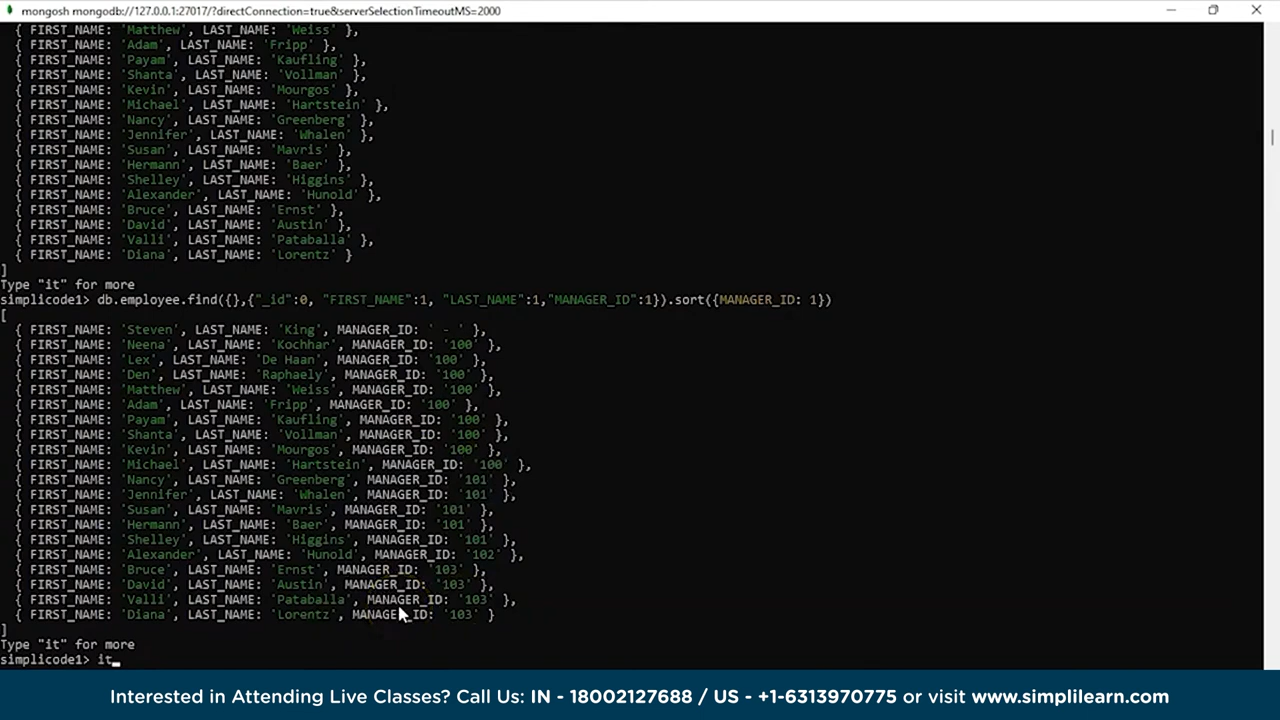 mongosh mongodb://127.0.0.1:27017/?directConnection=true&serverSelectionTimeoutMS=2000
{ FIRST_NAME: 'Matthew', LAST_NAME: 'Weiss' },
{ FIRST_NAME: 'Adam', LAST_NAME: 'Fripp' },
{ FIRST_NAME: 'Payam', LAST_NAME: 'Kaufling' },
{ FIRST_NAME: 'Shanta', LAST_NAME: 'Vollman' },
{ FIRST_NAME: 'Kevin', LAST_NAME: 'Mourgos' },
{ FIRST_NAME: 'Michael', LAST_NAME: 'Hartstein' },
{ FIRST_NAME: 'Nancy', LAST_NAME: 'Greenberg' },
{ FIRST_NAME: 'Jennifer', LAST_NAME: 'Whalen' },
{ FIRST_NAME: 'Susan', LAST_NAME: 'Mavris' },
{ FIRST_NAME: 'Hermann', LAST_NAME: 'Baer' },
{ FIRST_NAME: 'Shelley', LAST_NAME: 'Higgins' },
{ FIRST_NAME: 'Alexander', LAST_NAME: 'Hunold' },
{ FIRST_NAME: 'Bruce', LAST_NAME: 'Ernst' },
{ FIRST_NAME: 'David', LAST_NAME: 'Austin' },
{ FIRST_NAME: 'Valli', LAST_NAME: 'Pataballa' },
{ FIRST_NAME: 'Diana', LAST_NAME: 'Lorentz' }
]
Type "it" for more
simplicode1> db.employee.find({},{"_id":0, "FIRST_NAME":1, "LAST_NAME":1,"MANAGER_ID":1}).sort({MANAGER_ID: 1})
[
{ FIRST_NAME: 'Steven', LAST_NAME: 'King', MANAGER_ID: ' - ' },
{ FIRST_NAME: 'Neena', LAST_NAME: 'Kochhar', MANAGER_ID: '100' },
{ FIRST_NAME: 'Lex', LAST_NAME: 'De Haan', MANAGER_ID: '100' },
{ FIRST_NAME: 'Den', LAST_NAME: 'Raphaely', MANAGER_ID: '100' },
{ FIRST_NAME: 'Matthew', LAST_NAME: 'Weiss', MANAGER_ID: '100' },
{ FIRST_NAME: 'Adam', LAST_NAME: 'Fripp', MANAGER_ID: '100' },
{ FIRST_NAME: 'Payam', LAST_NAME: 'Kaufling', MANAGER_ID: '100' },
{ FIRST_NAME: 'Shanta', LAST_NAME: 'Vollman', MANAGER_ID: '100' },
{ FIRST_NAME: 'Kevin', LAST_NAME: 'Mourgos', MANAGER_ID: '100' },
{ FIRST_NAME: 'Michael', LAST_NAME: 'Hartstein', MANAGER_ID: '100' },
{ FIRST_NAME: 'Nancy', LAST_NAME: 'Greenberg', MANAGER_ID: '101' },
{ FIRST_NAME: 'Jennifer', LAST_NAME: 'Whalen', MANAGER_ID: '101' },
{ FIRST_NAME: 'Susan', LAST_NAME: 'Mavris', MANAGER_ID: '101' },
{ FIRST_NAME: 'Hermann', LAST_NAME: 'Baer', MANAGER_ID: '101' },
{ FIRST_NAME: 'Shelley', LAST_NAME: 'Higgins', MANAGER_ID: '101' },
{ FIRST_NAME: 'Alexander', LAST_NAME: 'Hunold', MANAGER_ID: '102' },
{ FIRST_NAME: 'Bruce', LAST_NAME: 'Ernst', MANAGER_ID: '103' },
{ FIRST_NAME: 'David', LAST_NAME: 'Austin', MANAGER_ID: '103' },
{ FIRST_NAME: 'Valli', LAST_NAME: 'Pataballa', MANAGER_ID: '103' },
{ FIRST_NAME: 'Diana', LAST_NAME: 'Lorentz', MANAGER_ID: '103' }
]
Type "it" for more
simplicode1> it
Interested in Attending Live Classes? Call Us: IN - 18002127688 / US - +1-6313970775 or visit www.simplilearn.com